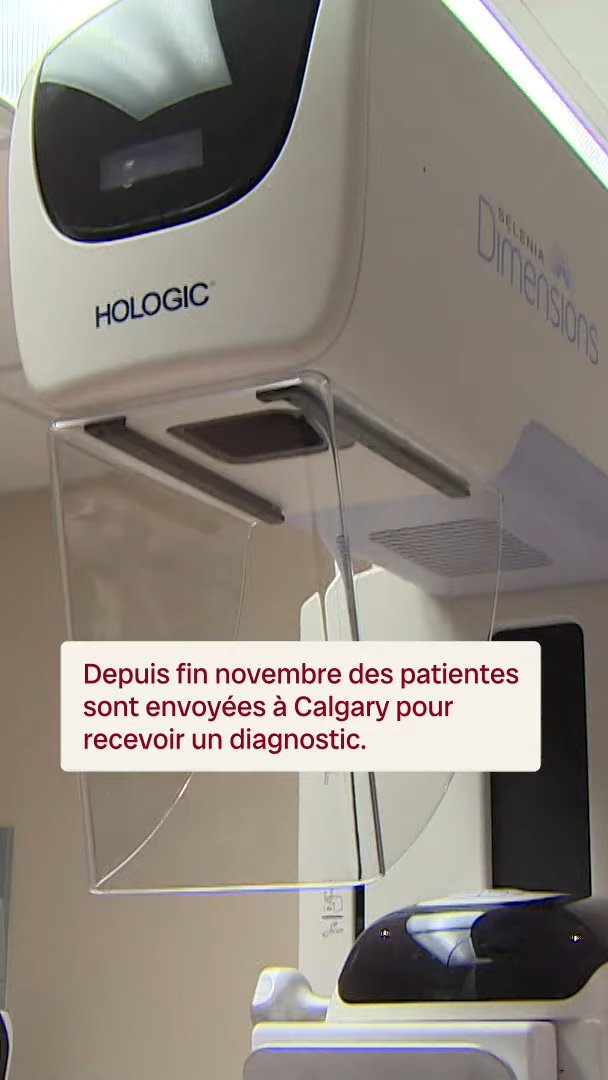 HOLOGIC
SELENIA
Dimensions
Depuis fin novembre des patientes
sont envoyées à Calgary pour
recevoir un diagnostic.